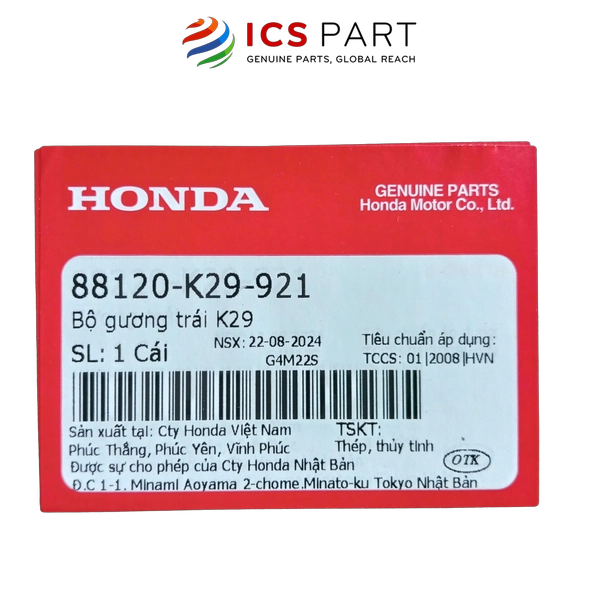 ICS PART
GENUINE PARTS, GLOBAL REACH
HONDA
GENUINE PARTS
Honda Motor Co., Ltd.
88120-K29-921
Bộ gương trái K29
SL: 1 Cái
NSX: 22-08-2024
G4M22S
Tiêu chuẩn áp dụng:
TCCS: 01|2008|HVN
Sản xuất tại: Cty Honda Việt Nam
Phúc Thắng, Phúc Yên, Vĩnh Phúc
TSKT:
Thép, thủy tinh
Được sự cho phép của Cty Honda Nhật Bản
Đ.C 1-1. Minami Aoyama 2-chome.Minato-ku Tokyo Nhật Bản
OTK